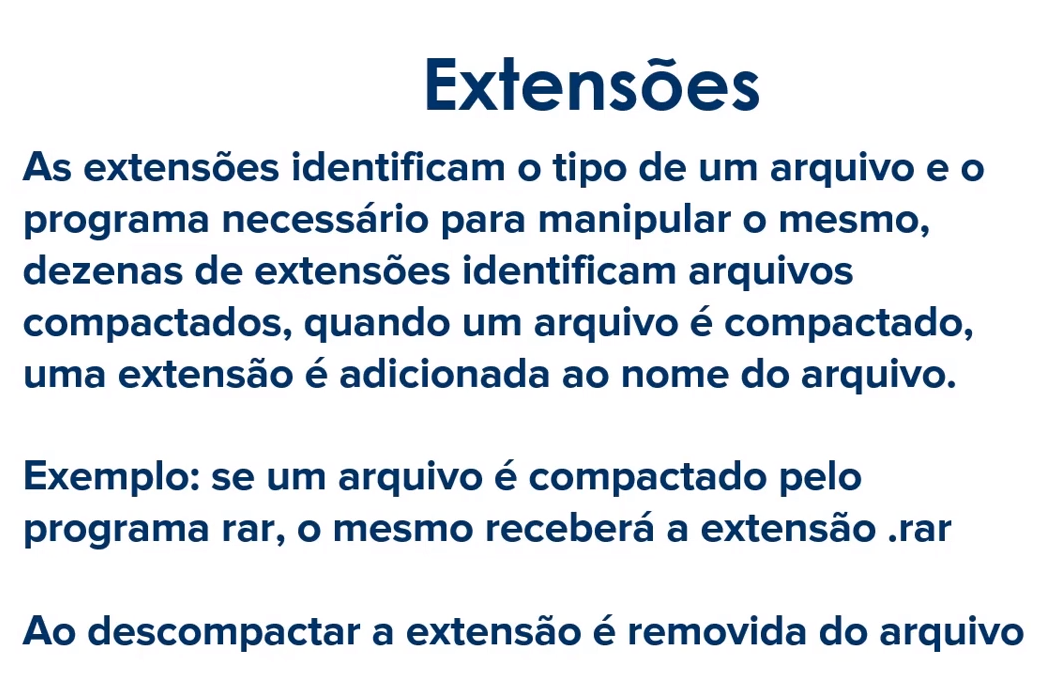 Extensões
As extensões identificam o tipo de um arquivo e o
programa necessário para manipular o mesmo,
dezenas de extensões identificam arquivos
compactados, quando um arquivo é compactado,
uma extensão é adicionada ao nome do arquivo.
Exemplo: se um arquivo é compactado pelo
programa rar, o mesmo receberá a extensão .rar
Ao descompactar a extensão é removida do arquivo